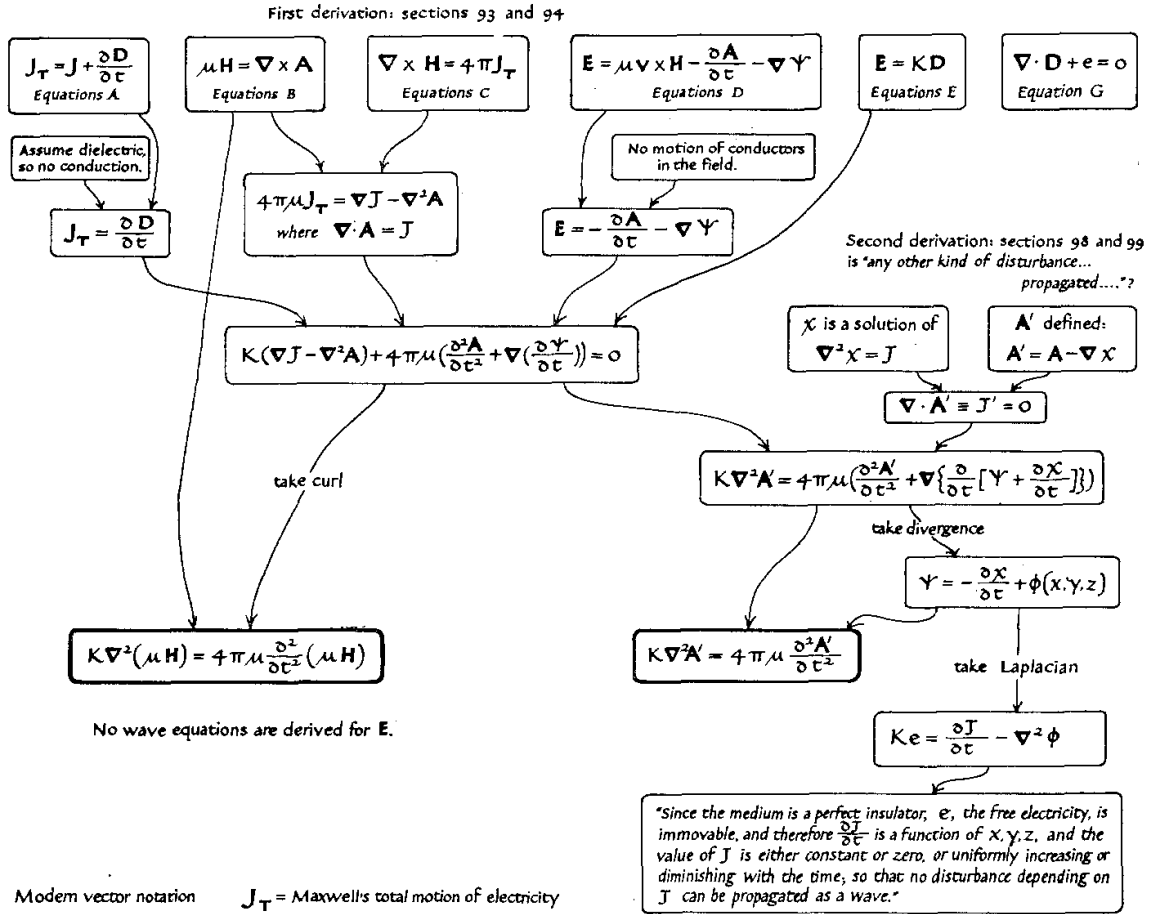 First derivation: sections 93 and 94
J_T = J + ∂D/∂t
Equations A
μH = ∇ × A
Equations B
∇ × H = 4πJ_T
Equations C
E = μv × H − ∂A/∂t − ∇Ψ
Equations D
E = KD
Equations E
∇ · D + e = 0
Equation G
Assume dielectric,
so no conduction.
No motion of conductors
in the field.
4πμJ_T = ∇J − ∇²A
where ∇·A = J
J_T = ∂D/∂t
E = −∂A/∂t − ∇Ψ
Second derivation: sections 98 and 99
is "any other kind of disturbance...
propagated...."?
χ is a solution of
∇²χ = J
A′ defined:
A′ = A − ∇χ
K(∇J − ∇²A) + 4πμ(∂²A/∂t² + ∇(∂Ψ/∂t)) = 0
∇ · A′ ≡ J′ = 0
K∇²A′ = 4πμ(∂²A′/∂t² + ∇{∂/∂t[Ψ + ∂χ/∂t]})
take curl
take divergence
Ψ = −∂χ/∂t + φ(x,y,z)
K∇²(μH) = 4πμ ∂²/∂t² (μH)
K∇²A′ = 4πμ ∂²A′/∂t²
take Laplacian
No wave equations are derived for E.
Ke = ∂J/∂t − ∇²φ
"Since the medium is a perfect insulator, e, the free electricity, is
immovable, and therefore ∂J/∂t is a function of x, y, z, and the
value of J is either constant or zero, or uniformly increasing or
diminishing with the time; so that no disturbance depending on
J can be propagated as a wave."
Modern vector notation
J_T = Maxwell's total motion of electricity